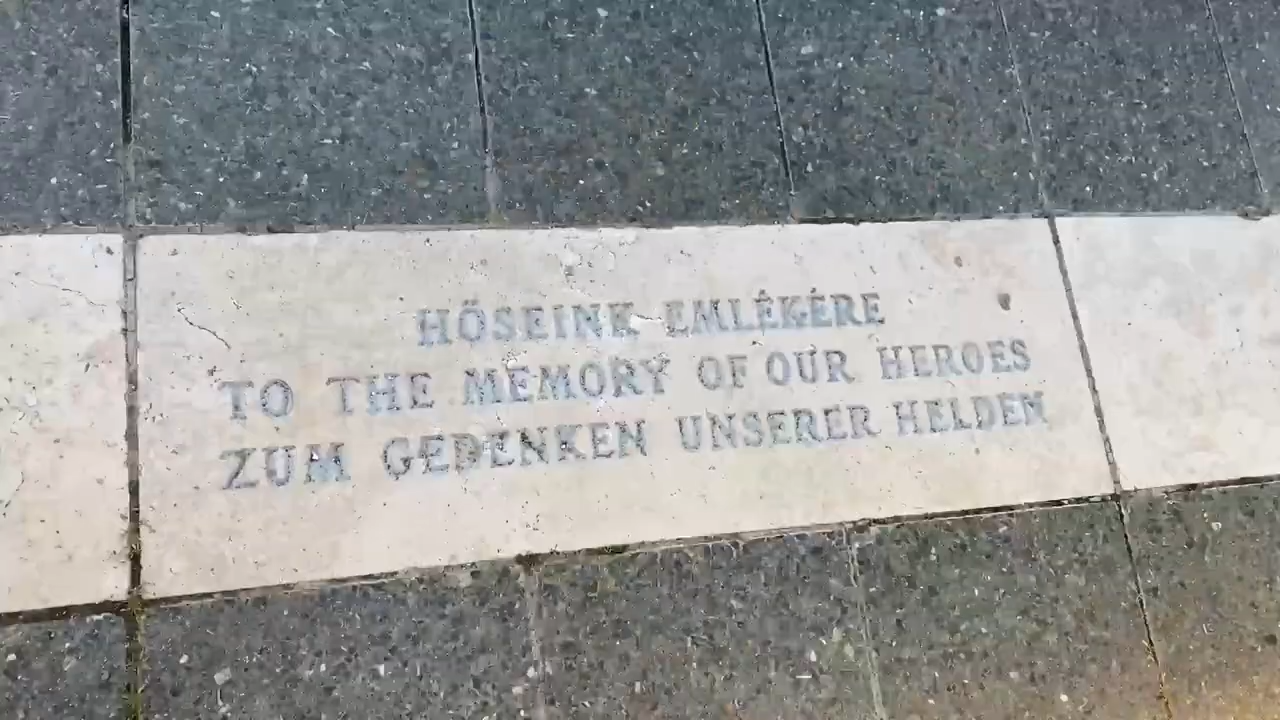 HŐSEINK EMLÉKÉRE
TO THE MEMORY OF OUR HEROES
ZUM GEDENKEN UNSERER HELDEN